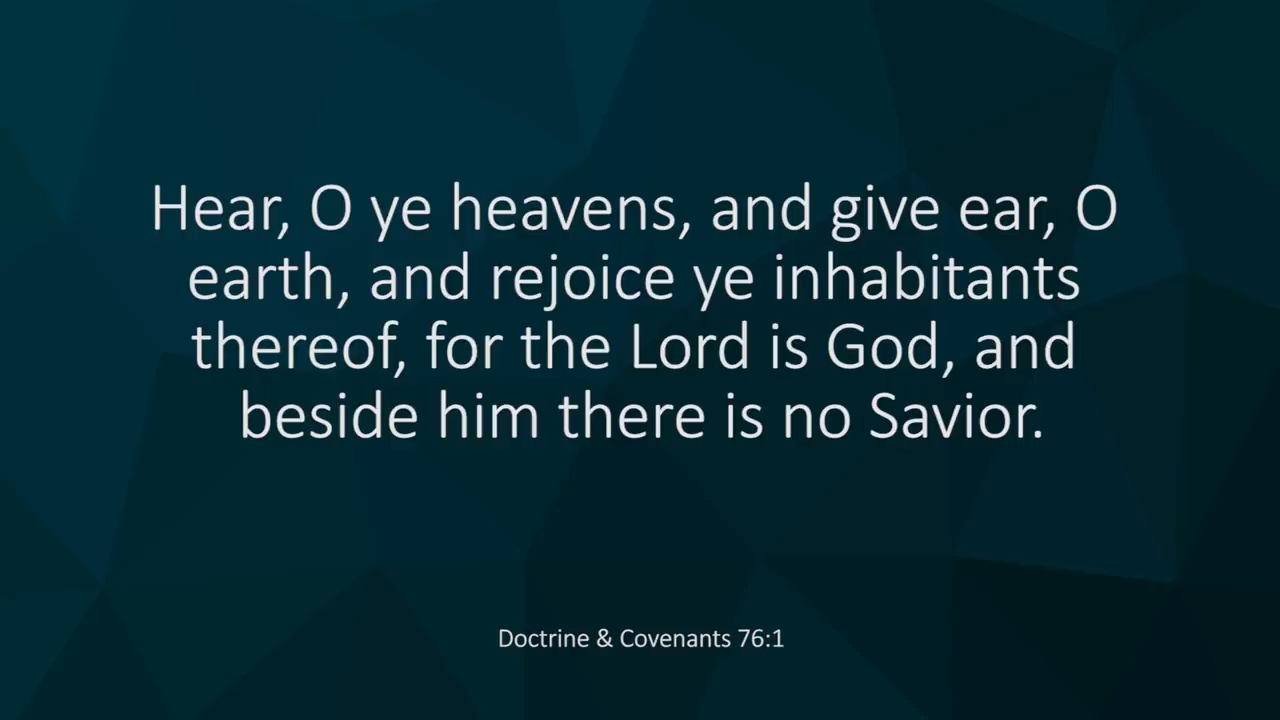 Hear, O ye heavens, and give ear, O
earth, and rejoice ye inhabitants
thereof, for the Lord is God, and
beside him there is no Savior.
Doctrine & Covenants 76:1